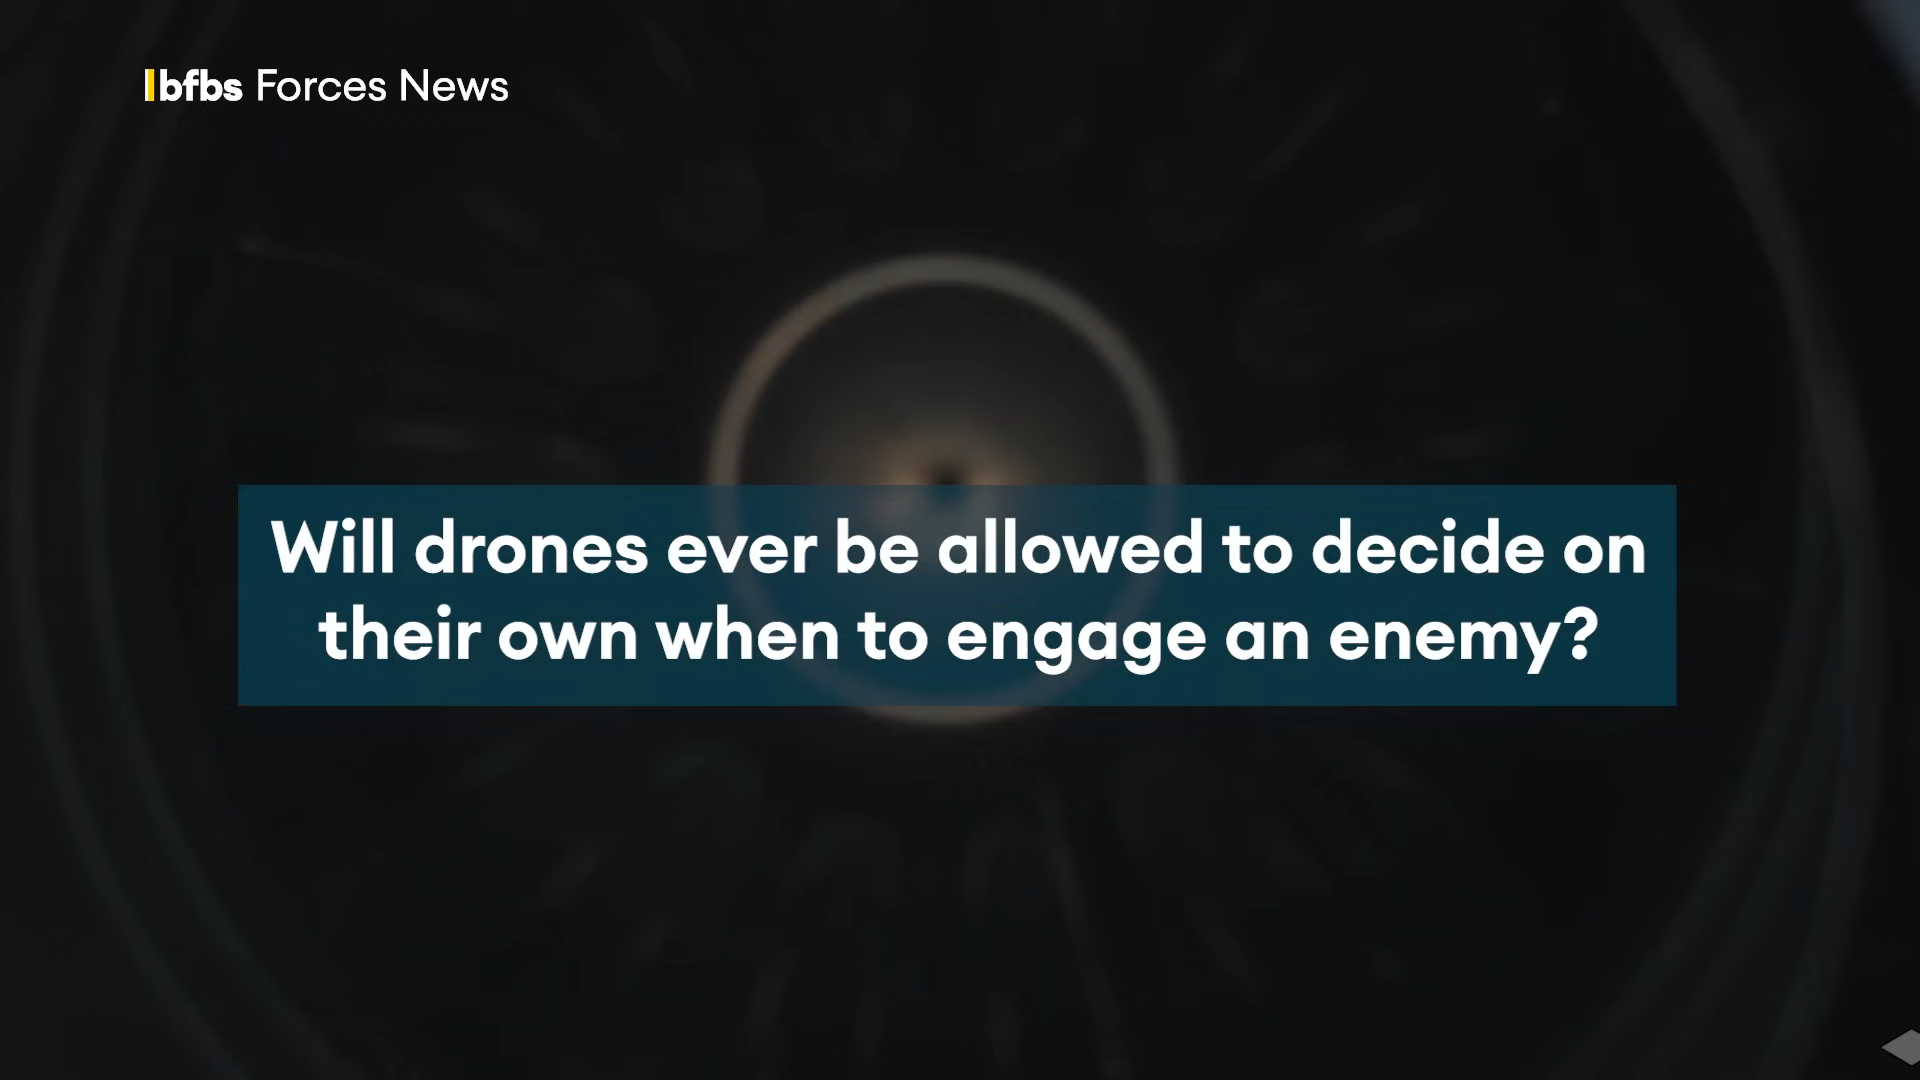 bfbs Forces News
Will drones ever be allowed to decide on
their own when to engage an enemy?